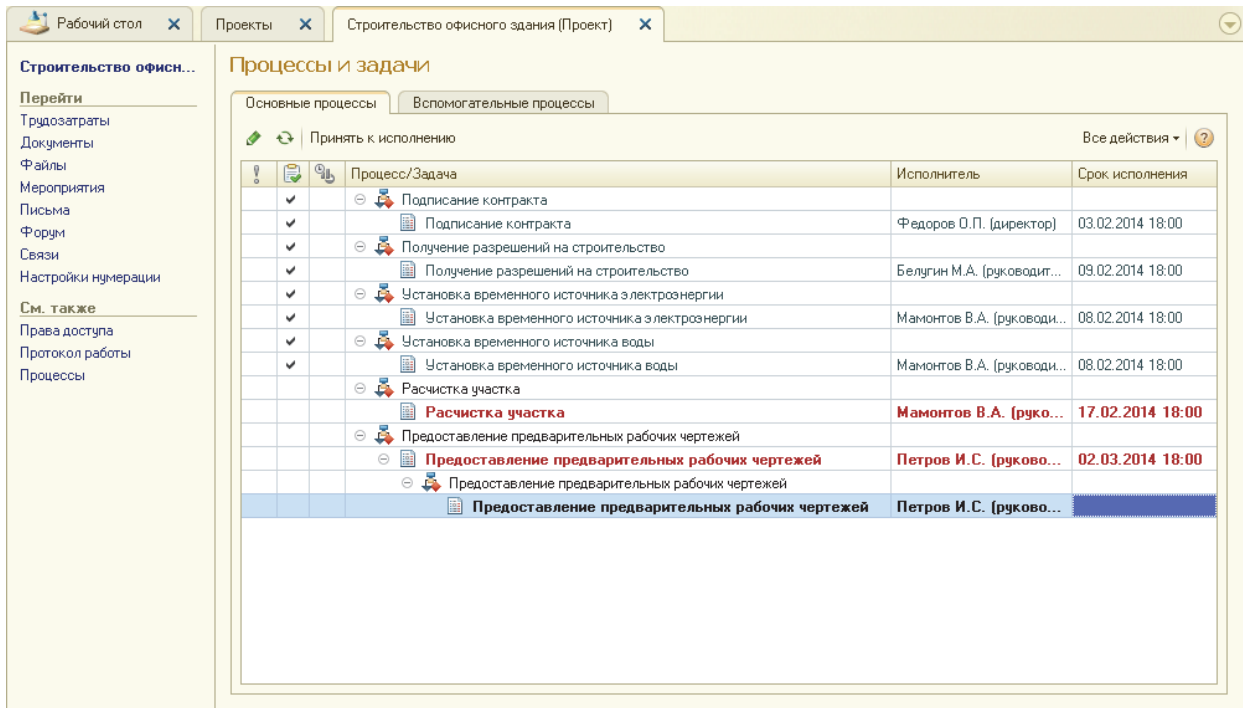 Рабочий стол
Проекты
Строительство офисного здания (Проект)
Строительство офисн...
Перейти
Трудозатраты
Документы
Файлы
Мероприятия
Письма
Форум
Связи
Настройки нумерации
См. также
Права доступа
Протокол работы
Процессы
Процессы и задачи
Основные процессы Вспомогательные процессы
Принять к исполнению Все действия
Процесс/Задача Исполнитель Срок исполнения
Подписание контракта
Подписание контракта Федоров О.П. (директор) 03.02.2014 18:00
Получение разрешений на строительство
Получение разрешений на строительство Белугин М.А. (руководит... 09.02.2014 18:00
Установка временного источника электроэнергии
Установка временного источника электроэнергии Мамонтов В.А. (руководи... 08.02.2014 18:00
Установка временного источника воды
Установка временного источника воды Мамонтов В.А. (руководи... 08.02.2014 18:00
Расчистка участка
Расчистка участка Мамонтов В.А. (руко... 17.02.2014 18:00
Предоставление предварительных рабочих чертежей
Предоставление предварительных рабочих чертежей Петров И.С. (руково... 02.03.2014 18:00
Предоставление предварительных рабочих чертежей
Предоставление предварительных рабочих чертежей Петров И.С. (руково...